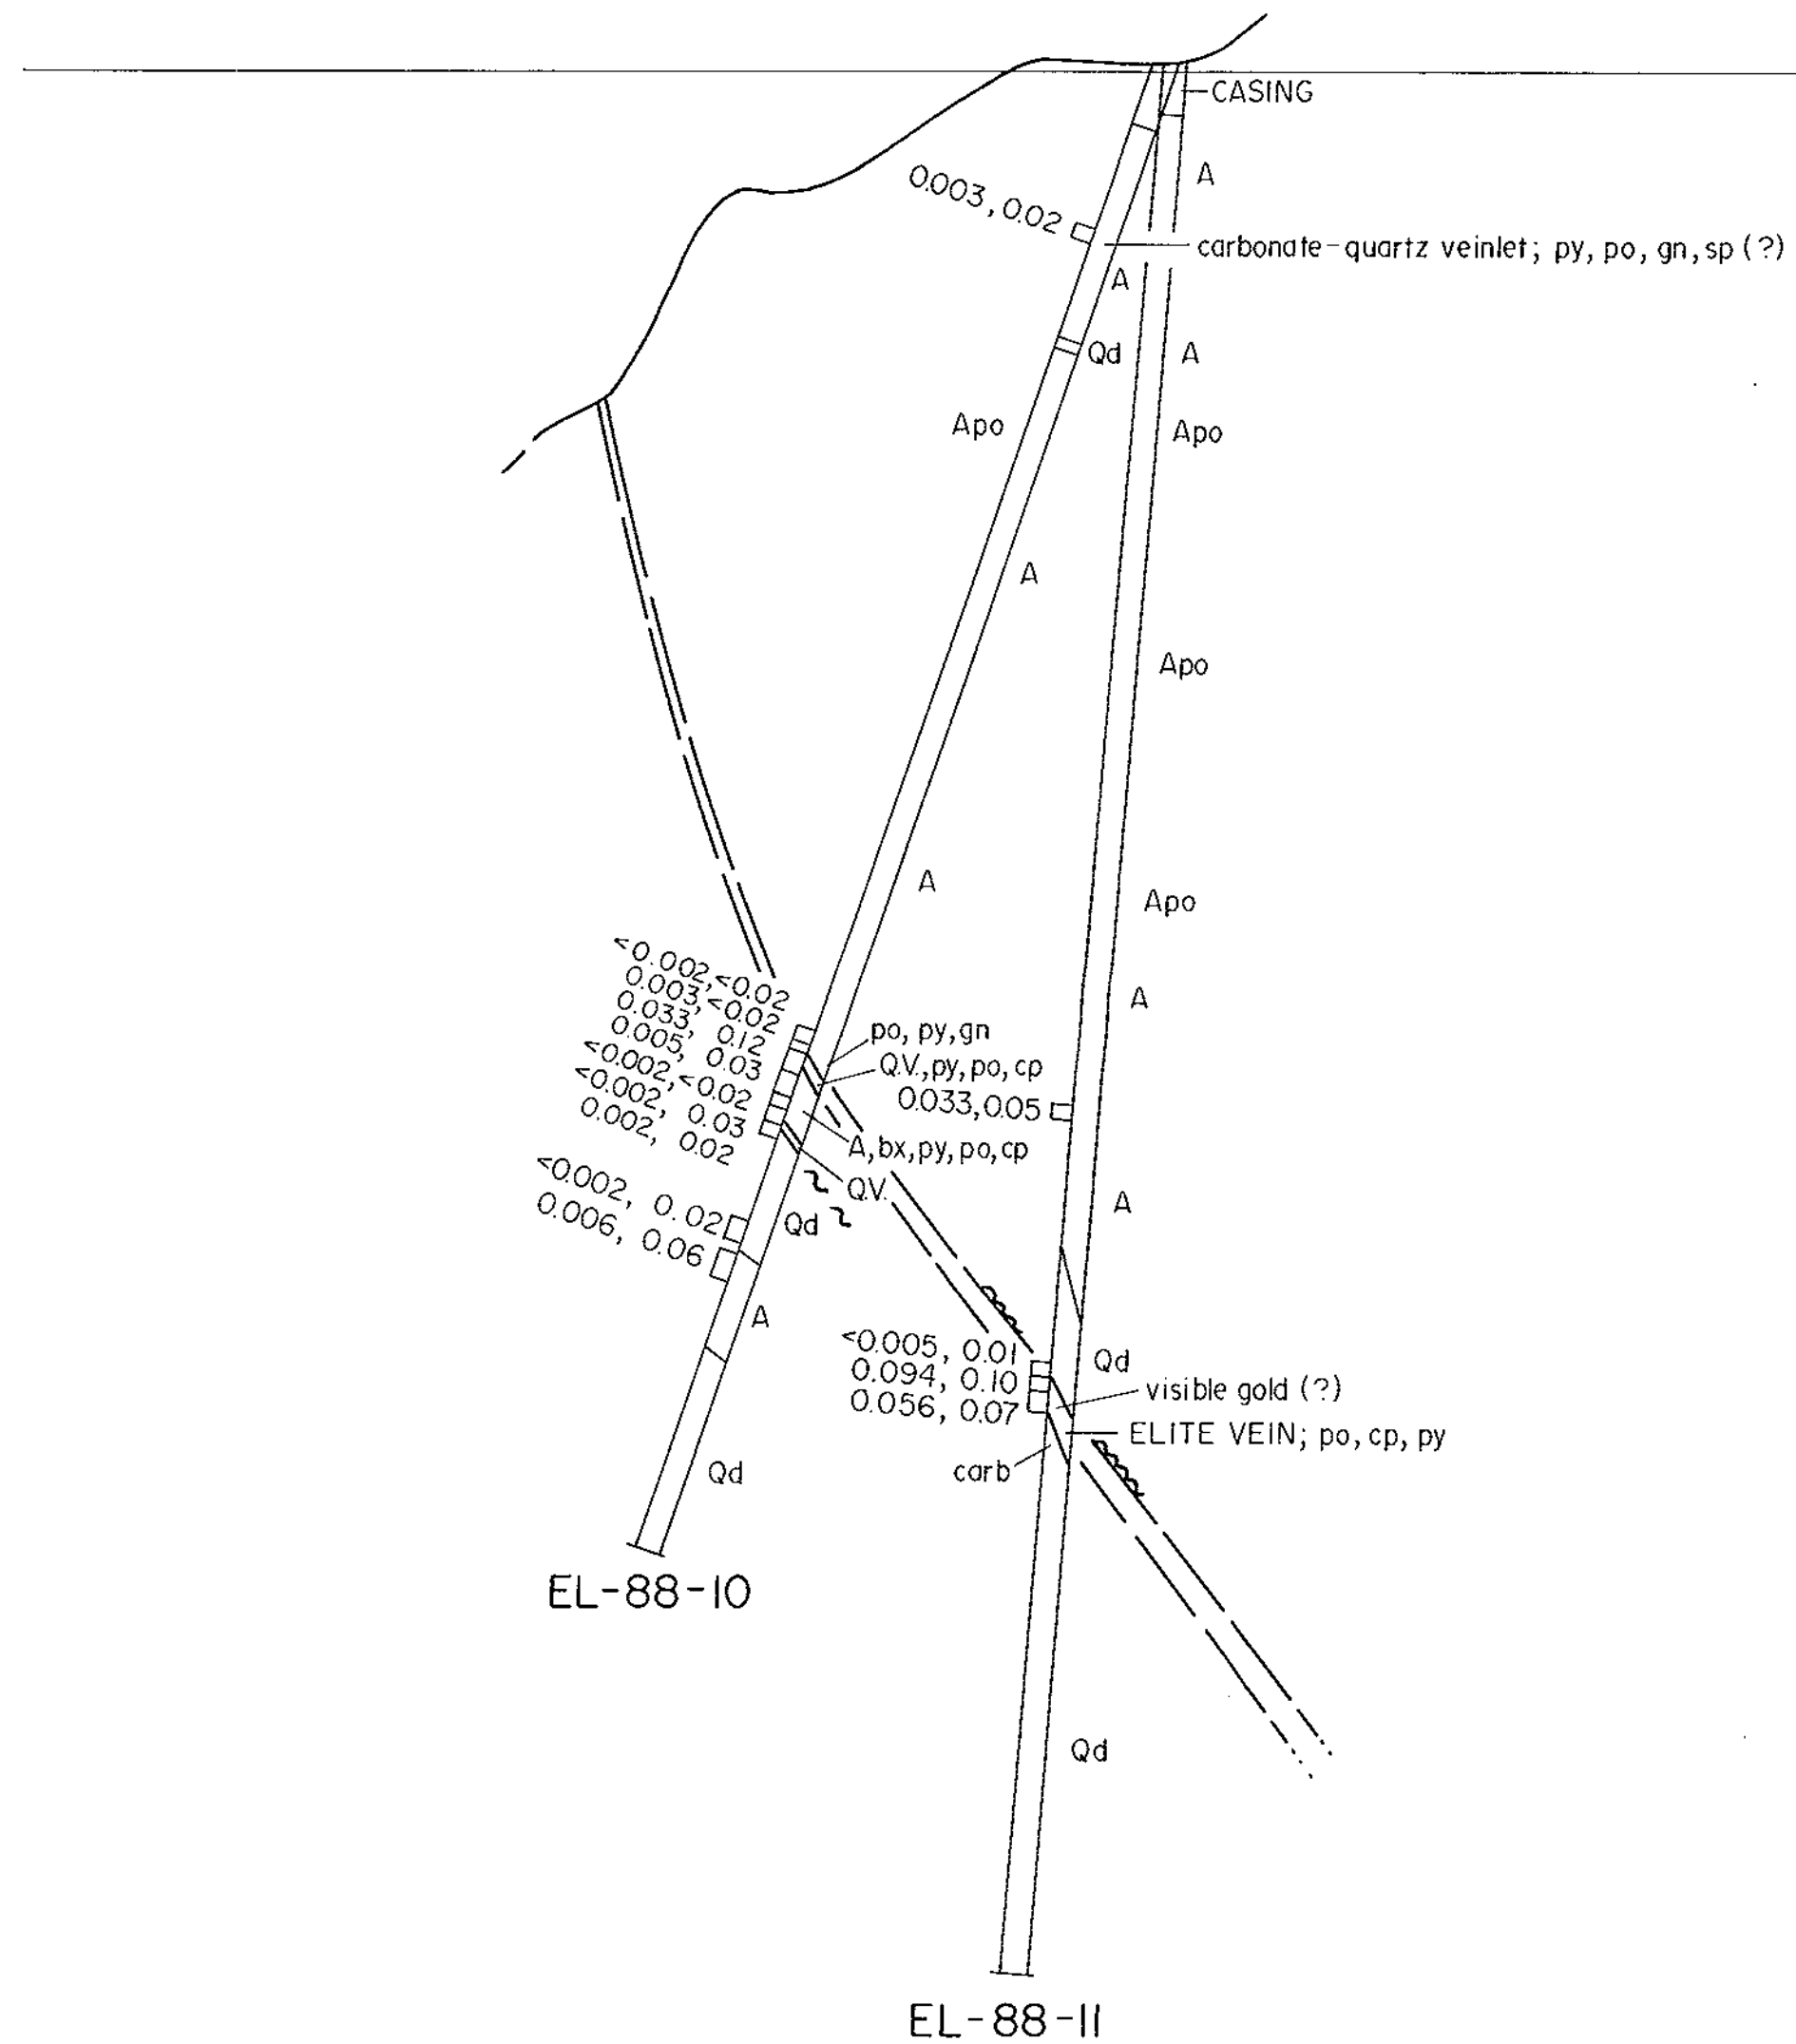 CASING
A
0.003, 0.02
carbonate-quartz veinlet; py, po, gn, sp (?)
A
Qd
A
Apo
Apo
A
Apo
A
Apo
A
<0.002, <0.02
0.003, <0.02
0.033, 0.12
0.005, 0.03
<0.002, <0.02
<0.002, 0.03
0.002, 0.02
po, py, gn
Q.V., py, po, cp
0.033, 0.05
A, bx, py, po, cp
Q.V.
A
<0.002, 0.02
0.006, 0.06
Qd
A
<0.005, 0.01
0.094, 0.10
0.056, 0.07
Qd
visible gold (?)
ELITE VEIN; po, cp, py
carb
Qd
EL-88-10
Qd
EL-88-11